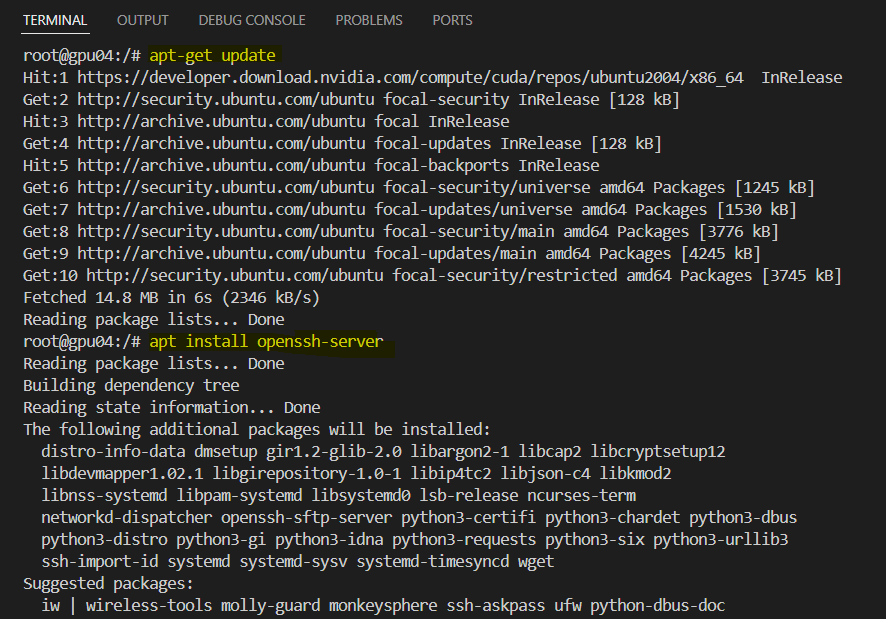 TERMINAL OUTPUT DEBUG CONSOLE PROBLEMS PORTS
root@gpu04:/# apt-get update
Hit:1 https://developer.download.nvidia.com/compute/cuda/repos/ubuntu2004/x86_64  InRelease
Get:2 http://security.ubuntu.com/ubuntu focal-security InRelease [128 kB]
Hit:3 http://archive.ubuntu.com/ubuntu focal InRelease
Get:4 http://archive.ubuntu.com/ubuntu focal-updates InRelease [128 kB]
Hit:5 http://archive.ubuntu.com/ubuntu focal-backports InRelease
Get:6 http://security.ubuntu.com/ubuntu focal-security/universe amd64 Packages [1245 kB]
Get:7 http://archive.ubuntu.com/ubuntu focal-updates/universe amd64 Packages [1530 kB]
Get:8 http://security.ubuntu.com/ubuntu focal-security/main amd64 Packages [3776 kB]
Get:9 http://archive.ubuntu.com/ubuntu focal-updates/main amd64 Packages [4245 kB]
Get:10 http://security.ubuntu.com/ubuntu focal-security/restricted amd64 Packages [3745 kB]
Fetched 14.8 MB in 6s (2346 kB/s)
Reading package lists... Done
root@gpu04:/# apt install openssh-server
Reading package lists... Done
Building dependency tree
Reading state information... Done
The following additional packages will be installed:
  distro-info-data dmsetup gir1.2-glib-2.0 libargon2-1 libcap2 libcryptsetup12
  libdevmapper1.02.1 libgirepository-1.0-1 libip4tc2 libjson-c4 libkmod2
  libnss-systemd libpam-systemd libsystemd0 lsb-release ncurses-term
  networkd-dispatcher openssh-sftp-server python3-certifi python3-chardet python3-dbus
  python3-distro python3-gi python3-idna python3-requests python3-six python3-urllib3
  ssh-import-id systemd systemd-sysv systemd-timesyncd wget
Suggested packages:
  iw | wireless-tools molly-guard monkeysphere ssh-askpass ufw python-dbus-doc